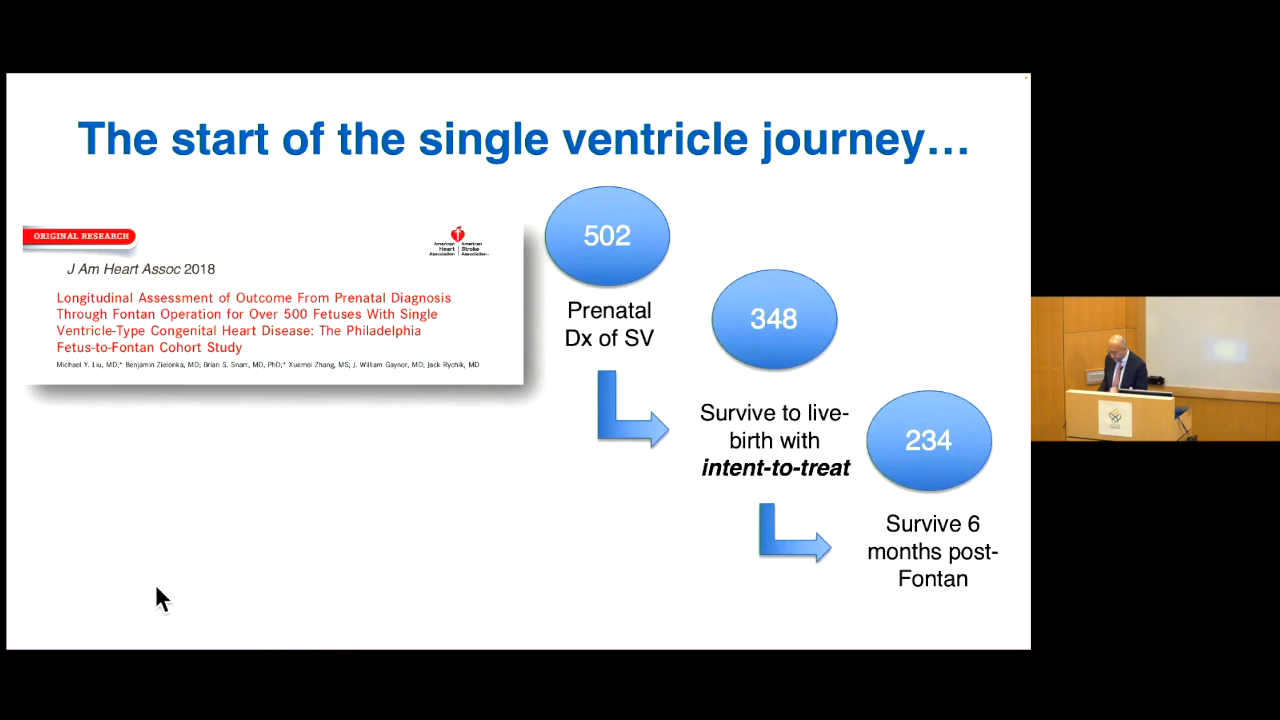 The start of the single ventricle journey…
ORIGINAL RESEARCH
American Heart Association
American Stroke Association
J Am Heart Assoc 2018
Longitudinal Assessment of Outcome From Prenatal Diagnosis
Through Fontan Operation for Over 500 Fetuses With Single
Ventricle-Type Congenital Heart Disease: The Philadelphia
Fetus-to-Fontan Cohort Study
Michael Y. Liu, MD;* Benjamin Zielonka, MD; Brian S. Snarr, MD, PhD;* Xuemei Zhang, MS; J. William Gaynor, MD; Jack Rychik, MD
502
Prenatal
Dx of SV
348
Survive to live-
birth with
intent-to-treat
234
Survive 6
months post-
Fontan